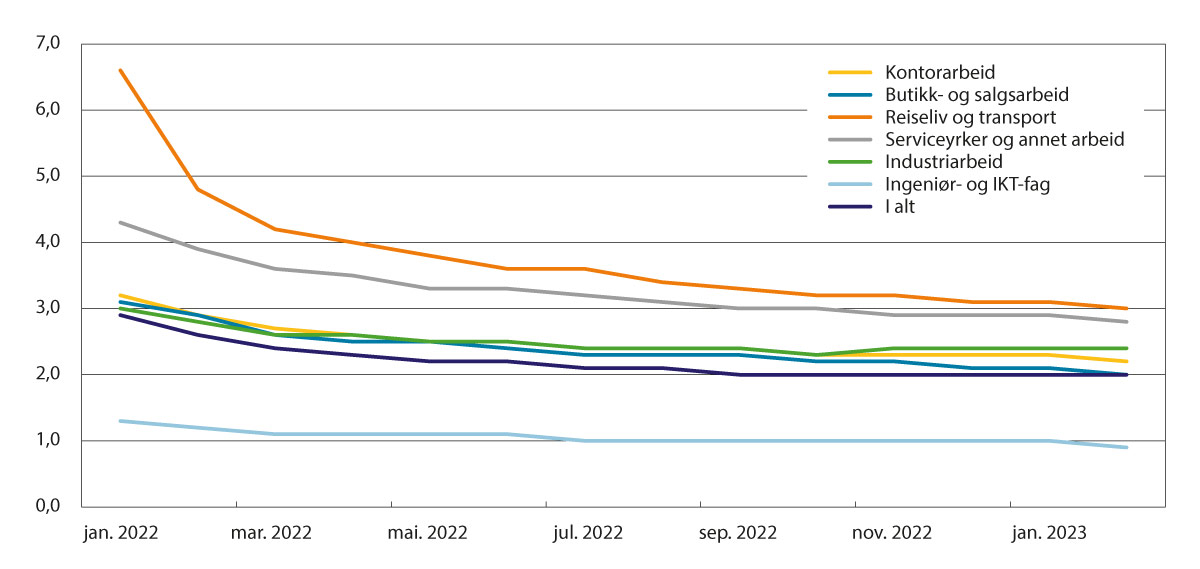 7,0
6,0
5,0
4,0
3,0
2,0
1,0
0,0
Kontorarbeid
Butikk- og salgsarbeid
Reiseliv og transport
Serviceyrker og annet arbeid
Industriarbeid
Ingeniør- og IKT-fag
I alt
jan. 2022 mar. 2022 mai. 2022 jul. 2022 sep. 2022 nov. 2022 jan. 2023